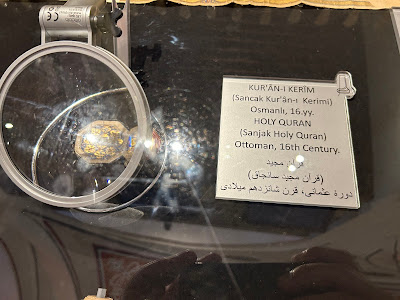 KUR'ÂN-I KERÎM
(Sancak Kur'ân-ı Kerîmi)
Osmanlı, 16.yy.
HOLY QURAN
(Sanjak Holy Quran)
Ottoman, 16th Century.
قرآن مجید
(قرآن مجید سانجاق)
دورهٔ عثمانی، قرن شانزدهم میلادی
CE